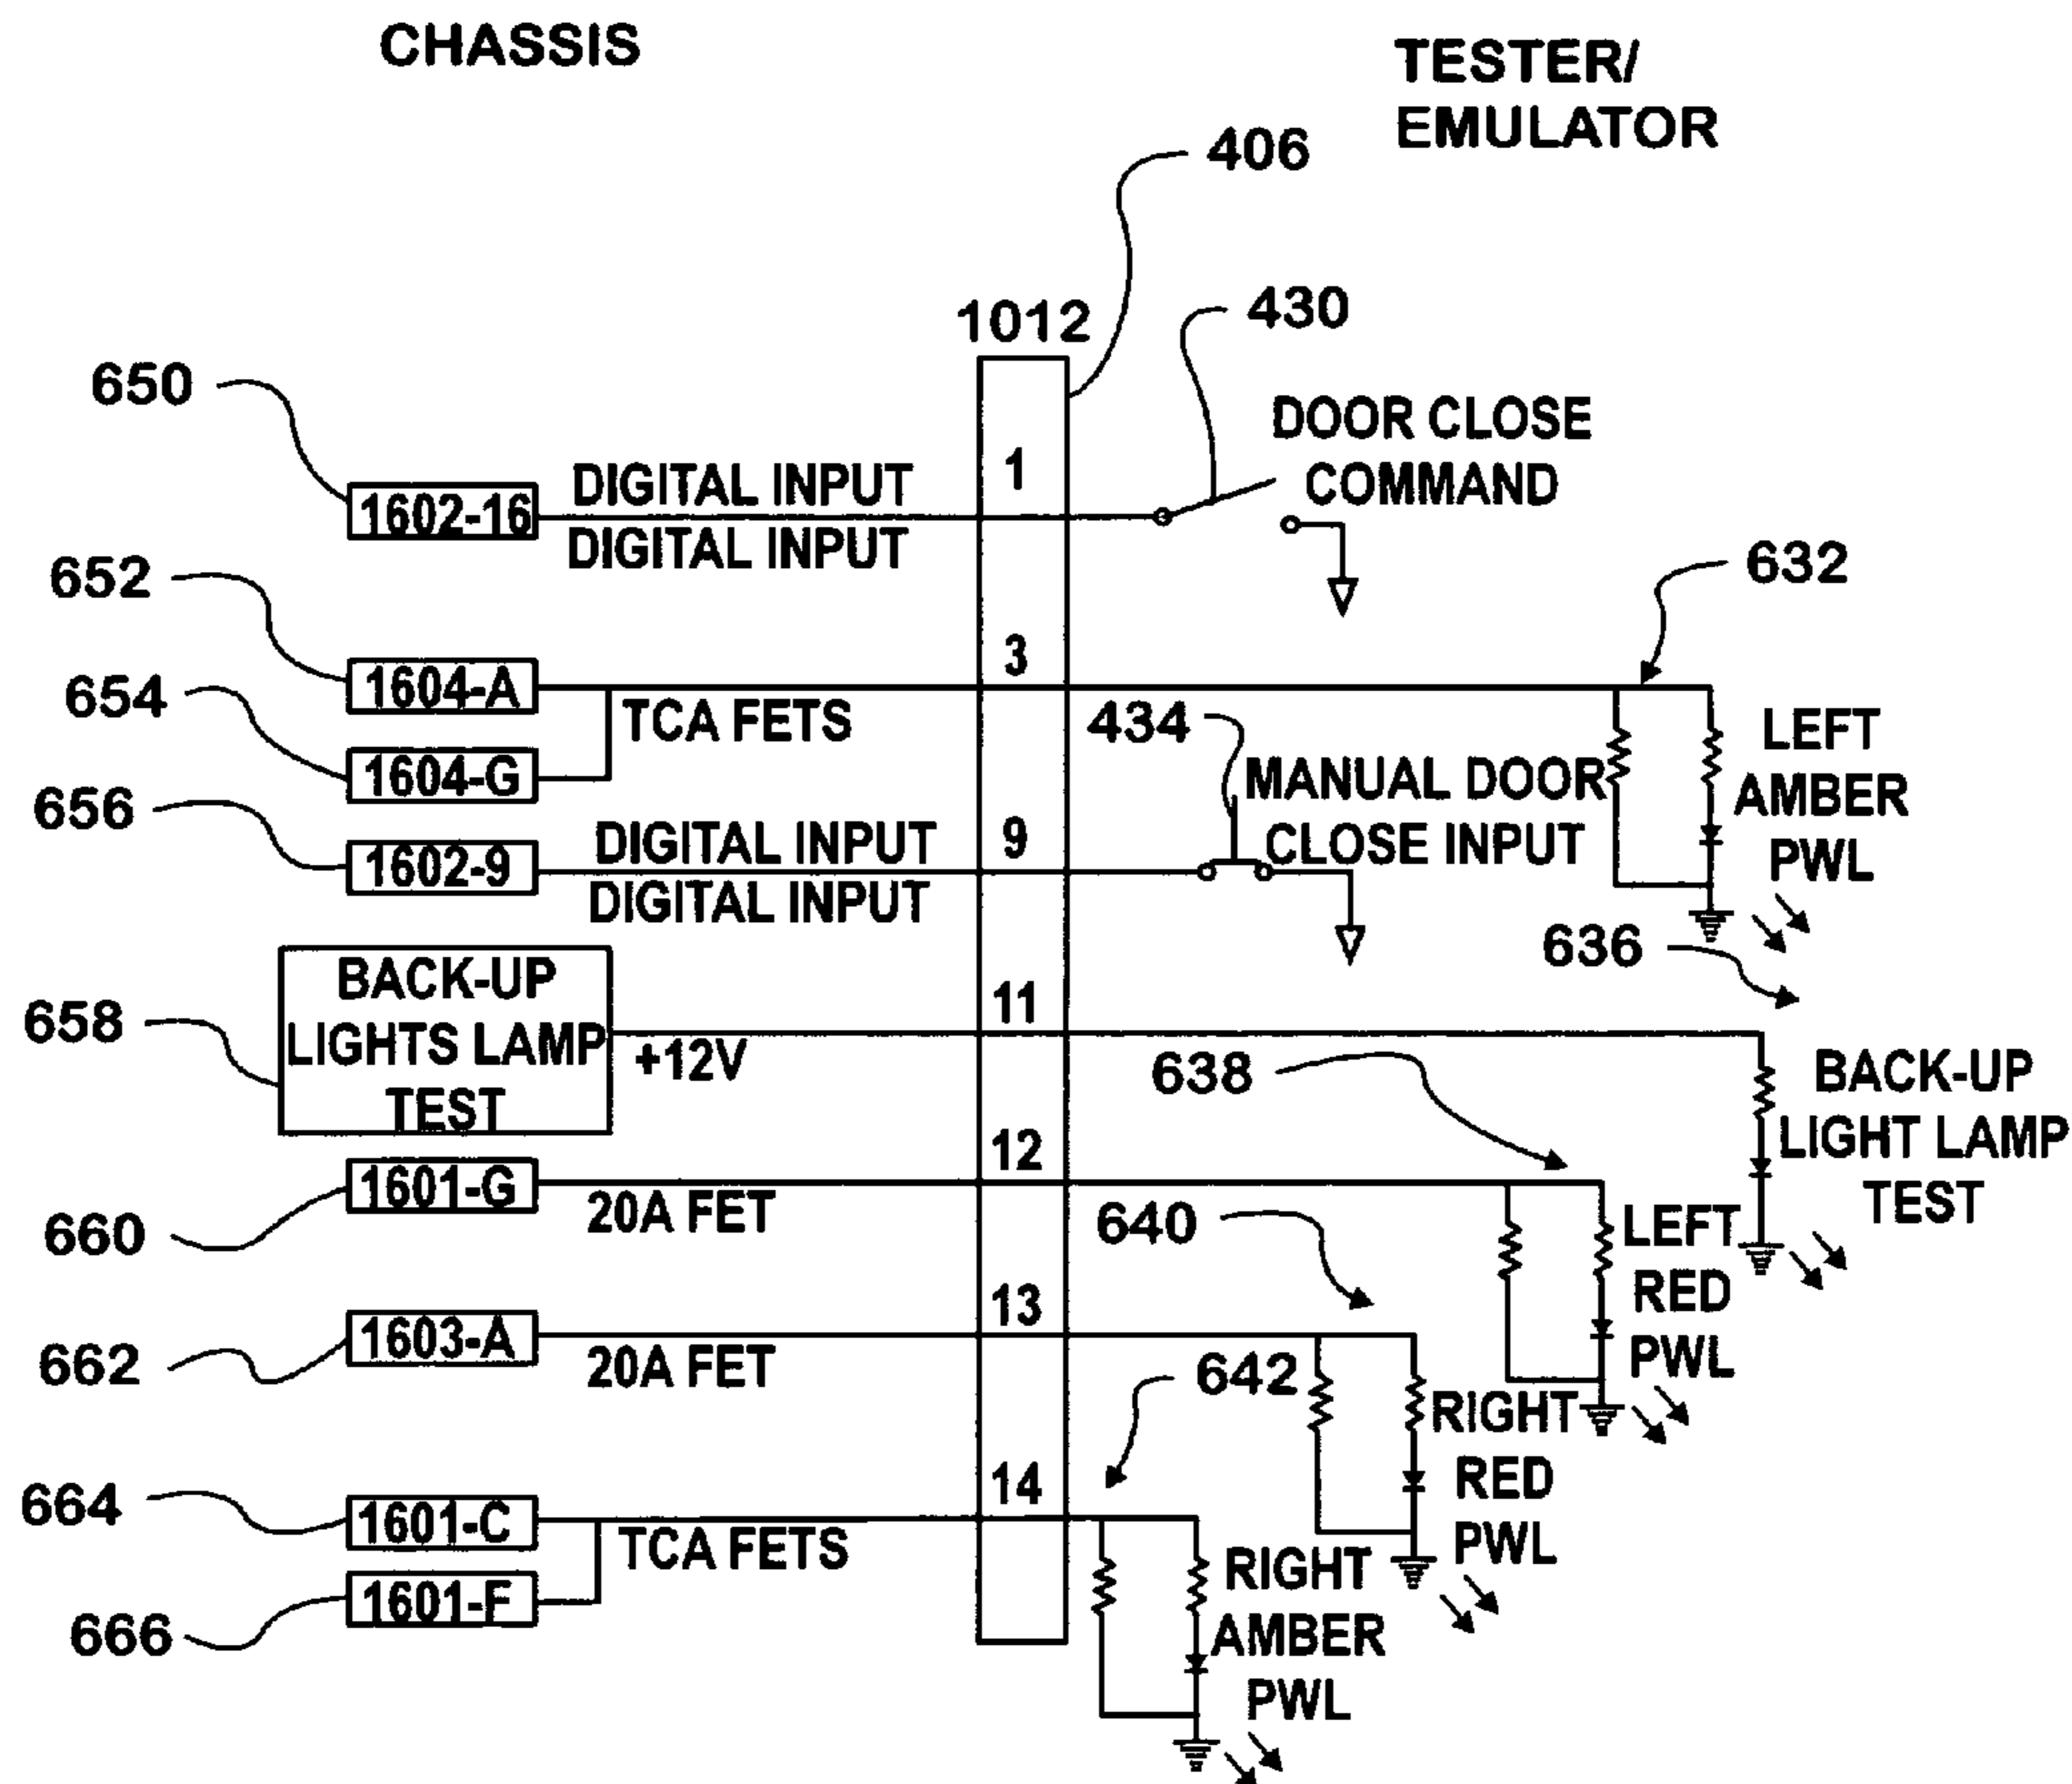 CHASSIS
TESTER/
EMULATOR
406
1012
430
650
1
DOOR CLOSE
COMMAND
1602-16
DIGITAL INPUT
DIGITAL INPUT
652
632
3
654
1604-A
TCA FETS
434
LEFT
AMBER
PWL
1604-G
MANUAL DOOR
CLOSE INPUT
656
9
1602-9
DIGITAL INPUT
DIGITAL INPUT
636
658
BACK-UP
LIGHTS LAMP
TEST
11
+12V
638
BACK-UP
LIGHT LAMP
TEST
12
660
1601-G
20A FET
640
LEFT
RED
PWL
13
662
1603-A
20A FET
642
RIGHT
RED
PWL
14
664
1601-C
TCA FETS
RIGHT
AMBER
PWL
666
1601-F